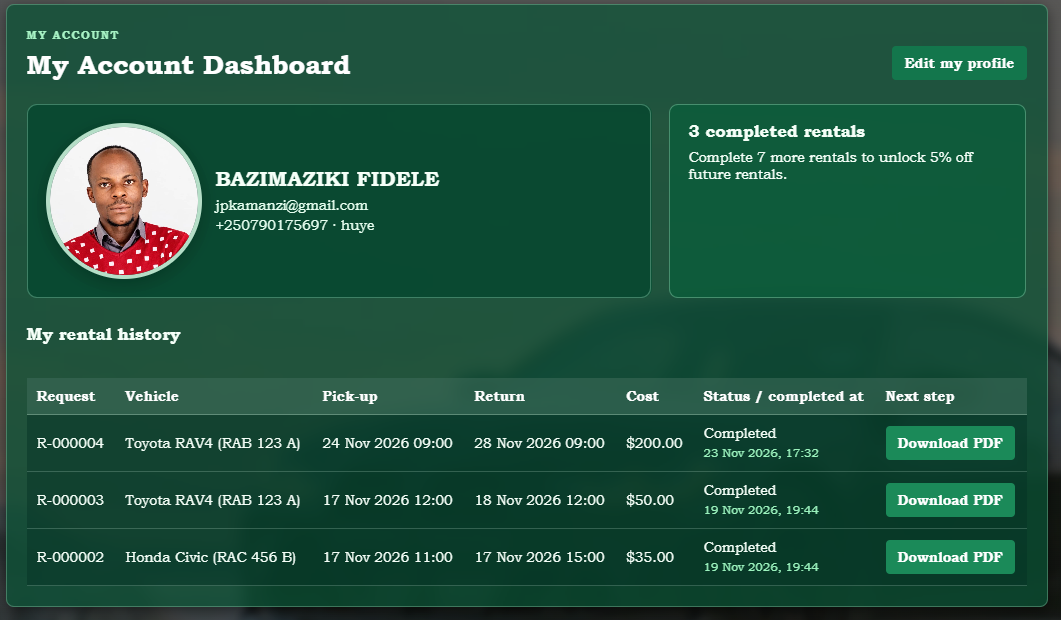 MY ACCOUNT
My Account Dashboard
Edit my profile
BAZIMAZIKI FIDELE
jpkamanzi@gmail.com
+250790175697 · huye
3 completed rentals
Complete 7 more rentals to unlock 5% off
future rentals.
My rental history
Request Vehicle Pick-up Return Cost Status / completed at Next step
R-000004 Toyota RAV4 (RAB 123 A) 24 Nov 2026 09:00 28 Nov 2026 09:00 $200.00 Completed Download PDF
23 Nov 2026, 17:32
R-000003 Toyota RAV4 (RAB 123 A) 17 Nov 2026 12:00 18 Nov 2026 12:00 $50.00 Completed Download PDF
19 Nov 2026, 19:44
R-000002 Honda Civic (RAC 456 B) 17 Nov 2026 11:00 17 Nov 2026 15:00 $35.00 Completed Download PDF
19 Nov 2026, 19:44